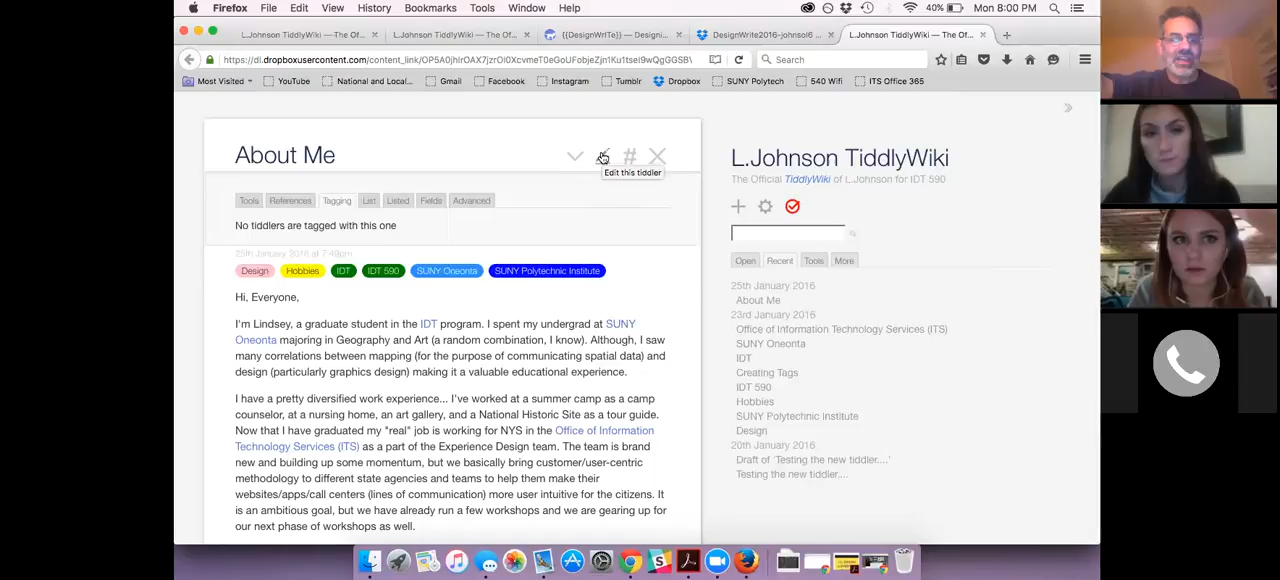 Firefox File Edit View History Bookmarks Tools Window Help 40% Mon 8:00 PM
L.Johnson TiddlyWiki — The Of... L.Johnson TiddlyWiki — The Of... {{DesignWriTe}} — Designi... DesignWrite2016-johnsol6 ... L.Johnson TiddlyWiki — The Of...
Search
Most Visited YouTube National and Local... Gmail Facebook Instagram Tumblr Dropbox SUNY Polytech 540 Wifi ITS Office 365
About Me
Edit this tiddler
Tools References Tagging List Listed Fields Advanced
No tiddlers are tagged with this one
25th January 2016 at 7:49pm
Design Hobbies IDT IDT 590 SUNY Oneonta SUNY Polytechnic Institute
Hi, Everyone,
I'm Lindsey, a graduate student in the IDT program. I spent my undergrad at SUNY
Oneonta majoring in Geography and Art (a random combination, I know). Although, I saw
many correlations between mapping (for the purpose of communicating spatial data) and
design (particularly graphics design) making it a valuable educational experience.
I have a pretty diversified work experience... I've worked at a summer camp as a camp
counselor, at a nursing home, an art gallery, and a National Historic Site as a tour guide.
Now that I have graduated my "real" job is working for NYS in the Office of Information
Technology Services (ITS) as a part of the Experience Design team. The team is brand
new and building up some momentum, but we basically bring customer/user-centric
methodology to different state agencies and teams to help them make their
websites/apps/call centers (lines of communication) more user intuitive for the citizens. It
is an ambitious goal, but we have already run a few workshops and we are gearing up for
our next phase of workshops as well.
L.Johnson TiddlyWiki
The Official TiddlyWiki of L.Johnson for IDT 590
Open Recent Tools More
25th January 2016
About Me
23rd January 2016
Office of Information Technology Services (ITS)
SUNY Oneonta
IDT
Creating Tags
IDT 590
Hobbies
SUNY Polytechnic Institute
Design
20th January 2016
Draft of 'Testing the new tiddler....'
Testing the new tiddler....